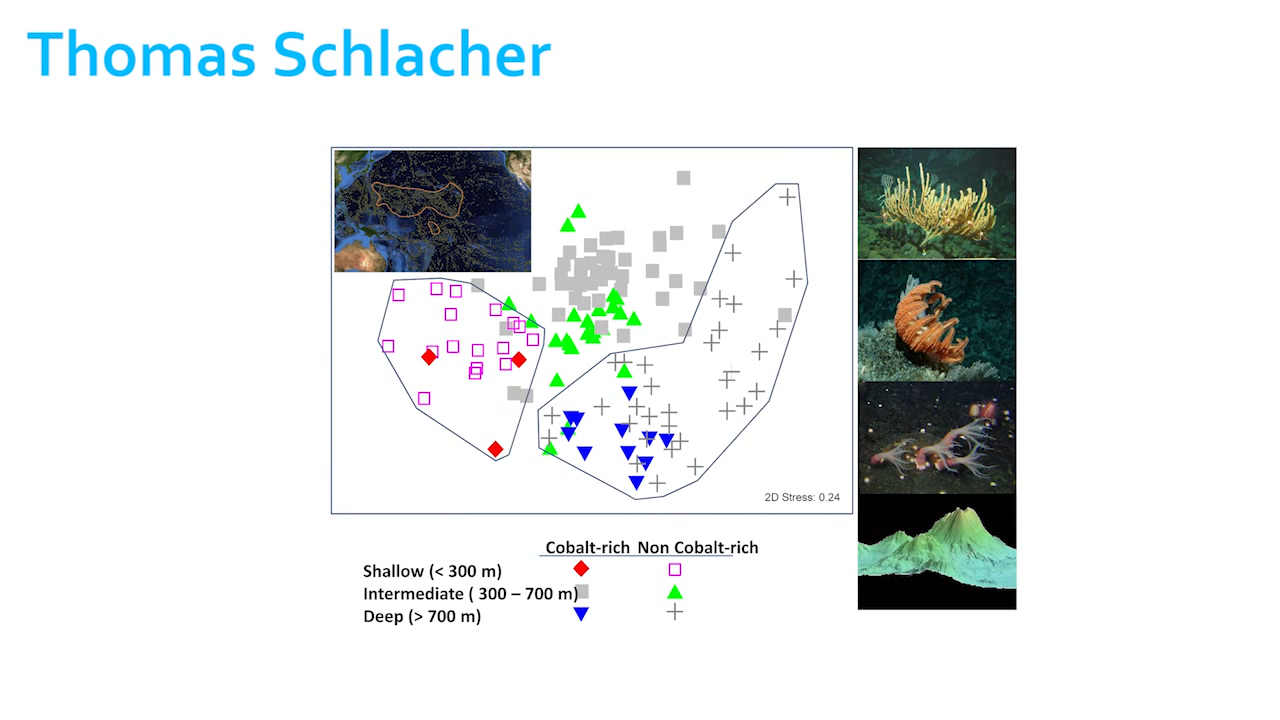 Thomas Schlacher
2D Stress: 0.24
Cobalt-rich Non Cobalt-rich
Shallow (< 300 m)
Intermediate ( 300 – 700 m)
Deep (> 700 m)